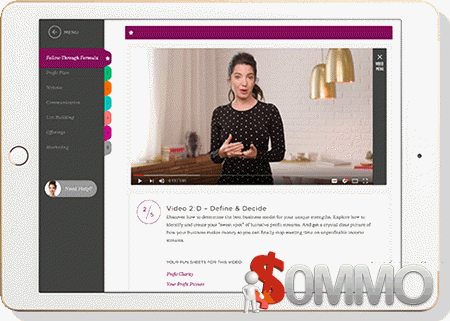 MENU
Follow Through Formula
Profit Plan
Website
Communication
List Building
Offerings
Marketing
Need Help?
VIDEO
MENU
2/5
Video 2:D – Define & Decide
Discover how to determine the best business model for your unique strengths. Explore how to
identify and create your "sweet spot" of lucrative profit streams. And get a crystal clear picture of
how your business makes money so you can finally stop wasting time on unprofitable income
streams.
YOUR FUN SHEETS FOR THIS VIDEO
Profit Clarity
Your Profit Picture
$OMMO